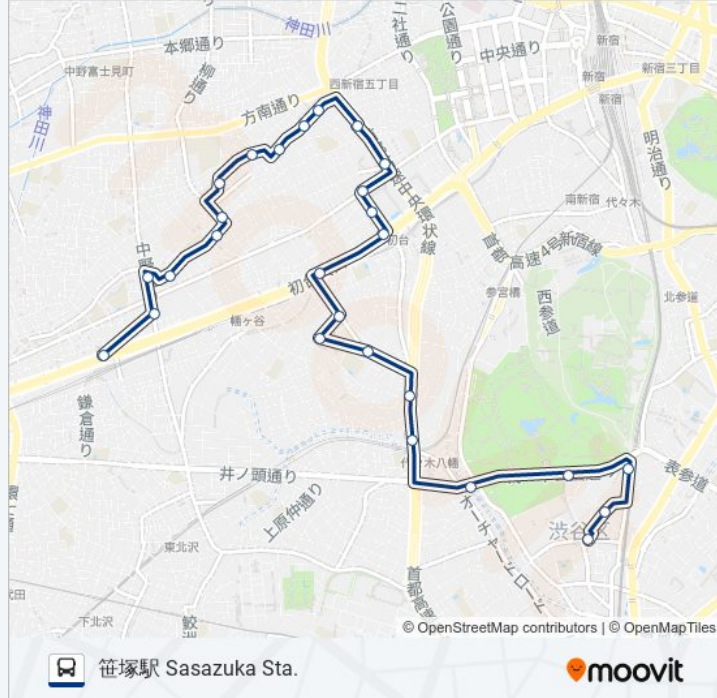 神田川
二社通り
公園通り
本郷通り
中央通り
新宿
中野富士見町
柳通り
西新宿五丁目
新宿
新宿三丁目
方南通り
新宿
神田川
明治通り
中央環状線
南新宿
代々木
初台
首都高速4号新宿線
中野
初台
参宮橋
西参道
北参道
幡ヶ谷
鎌倉通り
代々木八幡
井ノ頭通り
表参道
上原仲通り
オーチャードロード
渋谷区
東北沢
首都高速
下北沢
© OpenStreetMap contributors | © OpenMapTiles
笹塚駅 Sasazuka Sta.
moovit